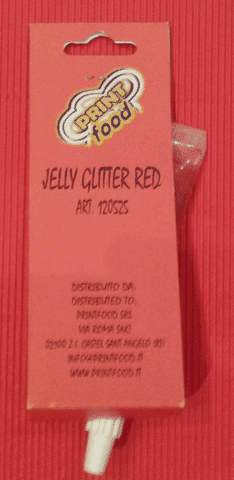 PRINT
food
JELLY GLITTER RED
ART. 120525
DISTRIBUITO DA:
DISTRIBUTED TO:
PRINTFOOD SRL
VIA ROMA SNC
02100 Z.I. CASTEL SANT ANGELO (RI)
INFO@PRINTFOOD.IT
WWW.PRINTFOOD.IT